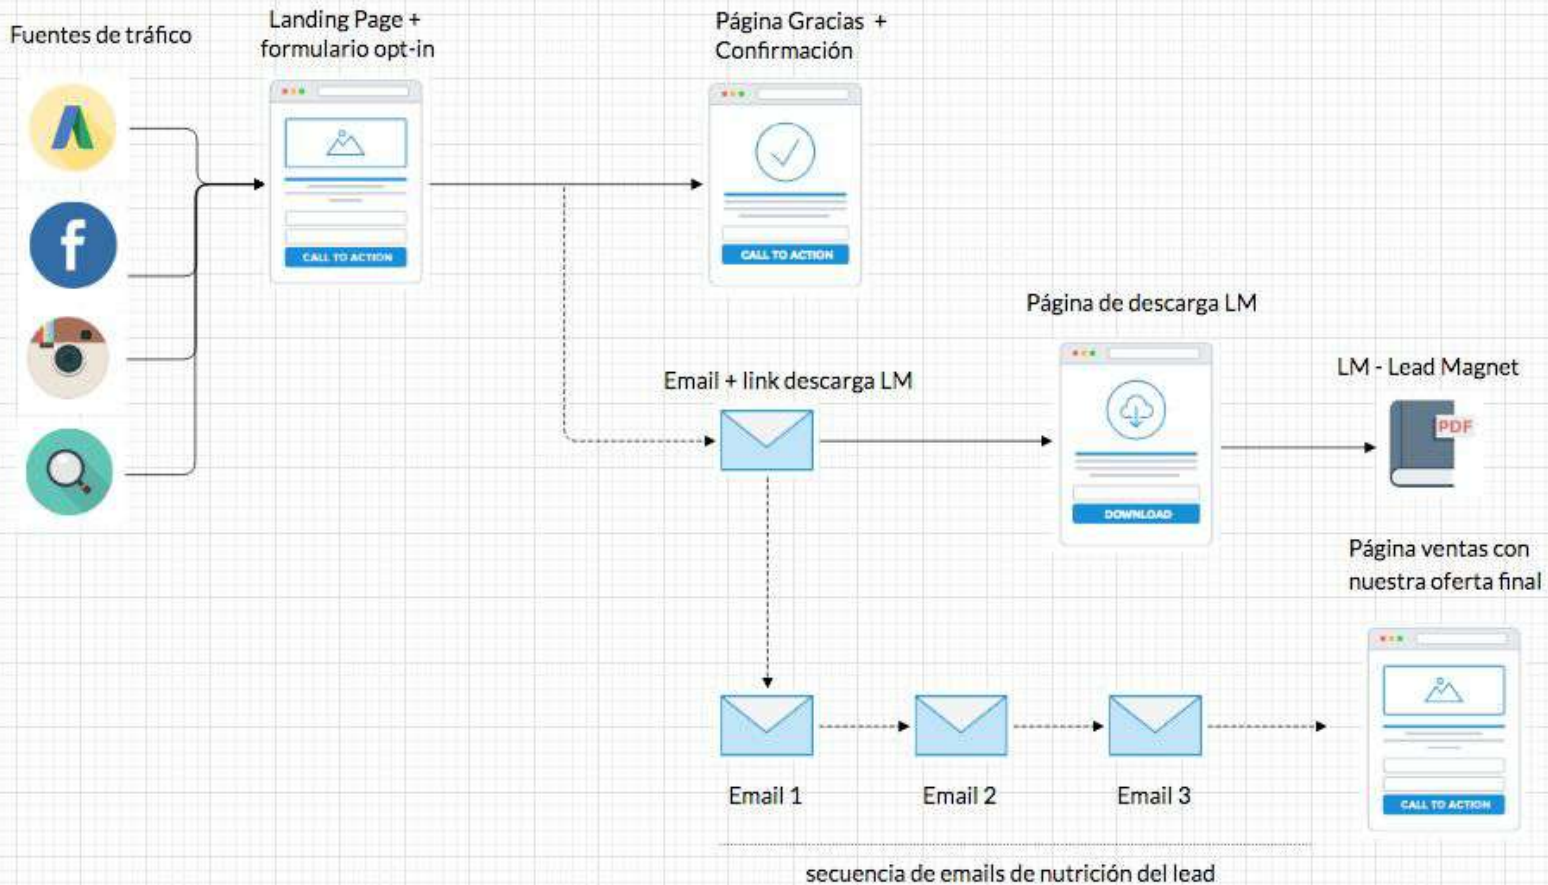 Fuentes de tráfico
Landing Page +
formulario opt-in
Página Gracias +
Confirmación
f
CALL TO ACTION
CALL TO ACTION
Página de descarga LM
Email + link descarga LM
LM - Lead Magnet
PDF
DOWNLOAD
Página ventas con
nuestra oferta final
CALL TO ACTION
Email 1
Email 2
Email 3
secuencia de emails de nutrición del lead